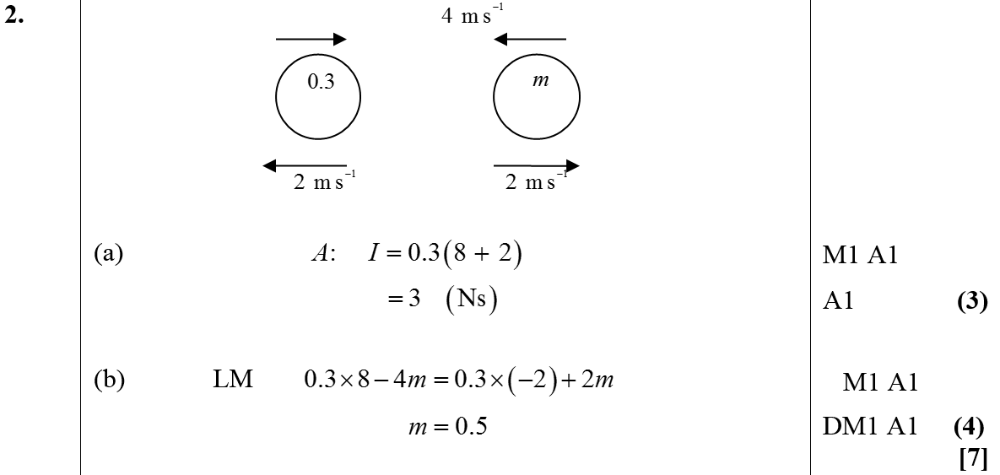 2.
4 m s⁻¹
0.3 m
2 m s⁻¹ 2 m s⁻¹
(a) A: I = 0.3(8 + 2) M1 A1
= 3 (Ns) A1 (3)
(b) LM 0.3×8−4m = 0.3×(−2)+2m M1 A1
m = 0.5 DM1 A1 (4)
[7]